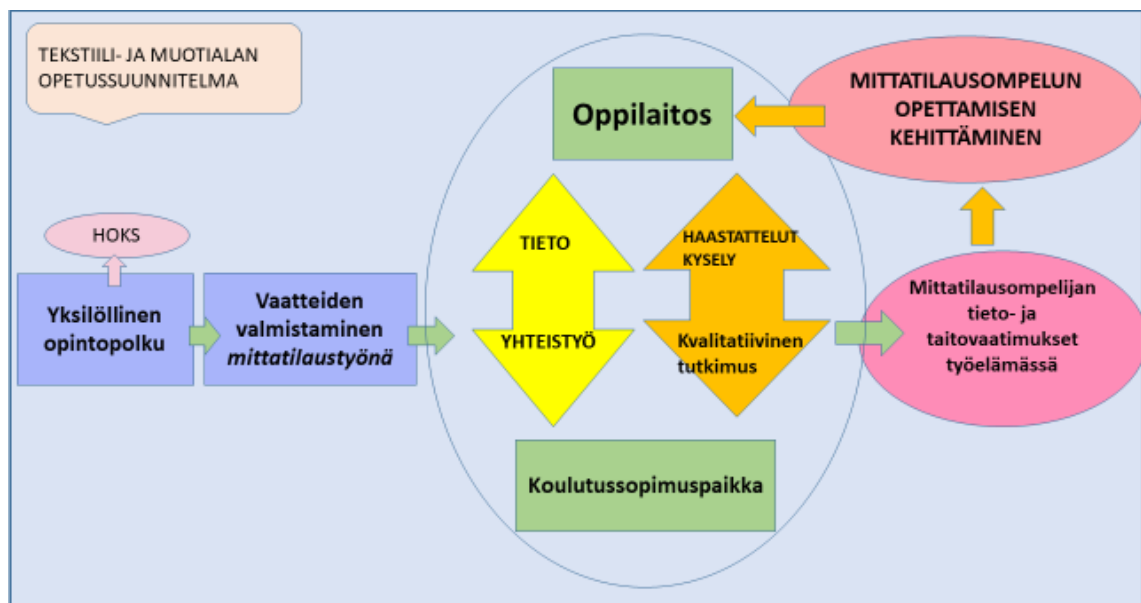 TEKSTIILI- JA MUOTIALAN
OPETUSSUUNNITELMA
HOKS
Yksilöllinen
opintopolku
Vaatteiden
valmistaminen
mittatilaustyönä
Oppilaitos
TIETO
YHTEISTYÖ
HAASTATTELUT
KYSELY
Kvalitatiivinen
tutkimus
Koulutussopimuspaikka
MITTATILAUSOMPELUN
OPETTAMISEN
KEHITTÄMINEN
Mittatilausompelijan
tieto- ja
taitovaatimukset
työelämässä